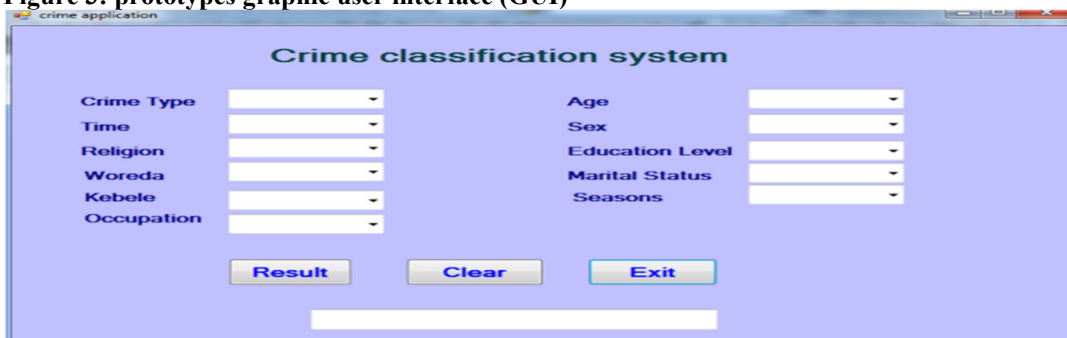 Figure 5: prototypes graphic user interface (GUI)
crime application
Crime classification system
Crime Type
Time
Religion
Woreda
Kebele
Occupation
Age
Sex
Education Level
Marital Status
Seasons
Result Clear Exit